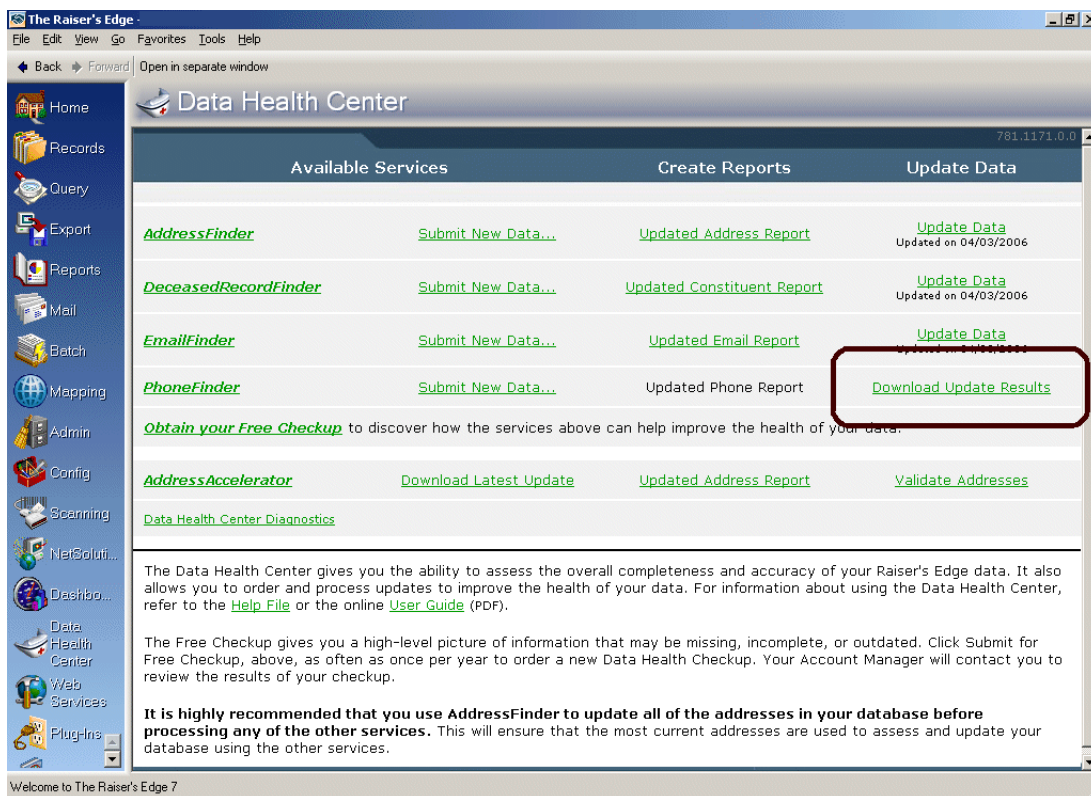 The Raiser's Edge -
File Edit View Go Favorites Tools Help
Back Forward Open in separate window
Home
Records
Query
Export
Reports
Mail
Batch
Mapping
Admin
Config
Scanning
NetSoluti...
Dashbo...
Data
Health
Center
Web
Services
Plug-Ins
Data Health Center
781.1171.0.0
Available Services Create Reports Update Data
AddressFinder Submit New Data... Updated Address Report Update Data
Updated on 04/03/2006
DeceasedRecordFinder Submit New Data... Updated Constituent Report Update Data
Updated on 04/03/2006
EmailFinder Submit New Data... Updated Email Report Update Data
PhoneFinder Submit New Data... Updated Phone Report Download Update Results
Obtain your Free Checkup to discover how the services above can help improve the health of your data.
AddressAccelerator Download Latest Update Updated Address Report Validate Addresses
Data Health Center Diagnostics
The Data Health Center gives you the ability to assess the overall completeness and accuracy of your Raiser's Edge data. It also
allows you to order and process updates to improve the health of your data. For information about using the Data Health Center,
refer to the Help File or the online User Guide (PDF).
The Free Checkup gives you a high-level picture of information that may be missing, incomplete, or outdated. Click Submit for
Free Checkup, above, as often as once per year to order a new Data Health Checkup. Your Account Manager will contact you to
review the results of your checkup.
It is highly recommended that you use AddressFinder to update all of the addresses in your database before
processing any of the other services. This will ensure that the most current addresses are used to assess and update your
database using the other services.
Welcome to The Raiser's Edge 7